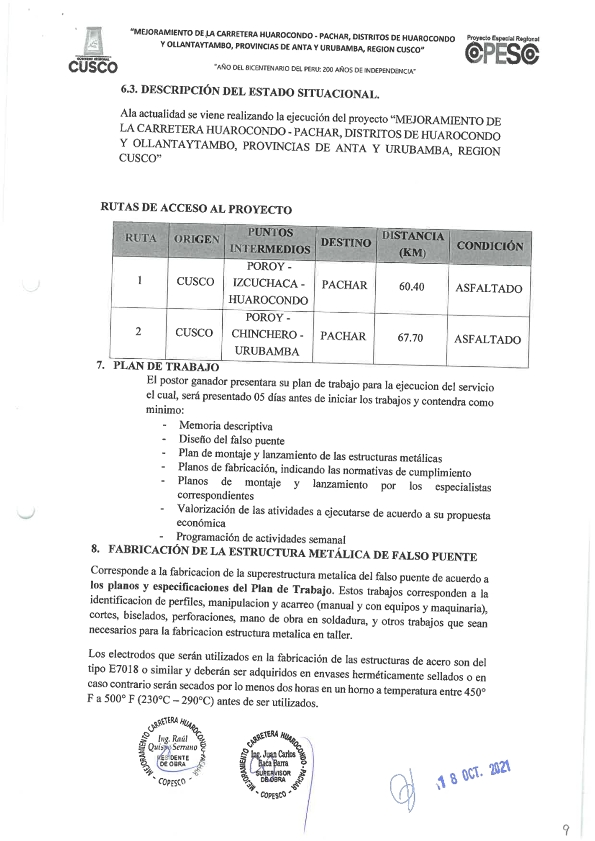 GOBIERNO REGIONAL
CUSCO
"MEJORAMIENTO DE LA CARRETERA HUAROCONDO - PACHAR, DISTRITOS DE HUAROCONDO
Y OLLANTAYTAMBO, PROVINCIAS DE ANTA Y URUBAMBA, REGION CUSCO"
"AÑO DEL BICENTENARIO DEL PERU: 200 AÑOS DE INDEPENDENCIA"
Proyecto Especial Regional
COPESCO
6.3. DESCRIPCIÓN DEL ESTADO SITUACIONAL.
Ala actualidad se viene realizando la ejecución del proyecto "MEJORAMIENTO DE
LA CARRETERA HUAROCONDO - PACHAR, DISTRITOS DE HUAROCONDO
Y OLLANTAYTAMBO, PROVINCIAS DE ANTA Y URUBAMBA, REGION
CUSCO"
RUTAS DE ACCESO AL PROYECTO
RUTA ORIGEN PUNTOS INTERMEDIOS DESTINO DISTANCIA (KM) CONDICIÓN
1 CUSCO POROY - IZCUCHACA - HUAROCONDO PACHAR 60.40 ASFALTADO
2 CUSCO POROY - CHINCHERO - URUBAMBA PACHAR 67.70 ASFALTADO
7. PLAN DE TRABAJO
El postor ganador presentara su plan de trabajo para la ejecucion del servicio
el cual, será presentado 05 días antes de iniciar los trabajos y contendra como
minimo:
- Memoria descriptiva
- Diseño del falso puente
- Plan de montaje y lanzamiento de las estructuras metálicas
- Planos de fabricación, indicando las normativas de cumplimiento
- Planos de montaje y lanzamiento por los especialistas
correspondientes
- Valorización de las atividades a ejecutarse de acuerdo a su propuesta
económica
- Programación de actividades semanal
8. FABRICACIÓN DE LA ESTRUCTURA METÁLICA DE FALSO PUENTE
Corresponde a la fabricacion de la superestructura metalica del falso puente de acuerdo a
los planos y especificaciones del Plan de Trabajo. Estos trabajos corresponden a la
identificacion de perfiles, manipulacion y acarreo (manual y con equipos y maquinaria),
cortes, biselados, perforaciones, mano de obra en soldadura, y otros trabajos que sean
necesarios para la fabricacion estructura metalica en taller.
Los electrodos que serán utilizados en la fabricación de las estructuras de acero son del
tipo E7018 o similar y deberán ser adquiridos en envases herméticamente sellados o en
caso contrario serán secados por lo menos dos horas en un horno a temperatura entre 450°
F a 500° F (230°C – 290°C) antes de ser utilizados.
MEJORAMIENTO CARRETERA HUAROCONDO - PACHAR
Ing. Raúl
Quispe Serrano
RESIDENTE
DE OBRA
- COPESCO -
MEJORAMIENTO CARRETERA HUAROCONDO - PACHAR
Ing. Juan Carlos
Baca Barra
SUPERVISOR
DE OBRA
- COPESCO -
18 OCT. 2021
9